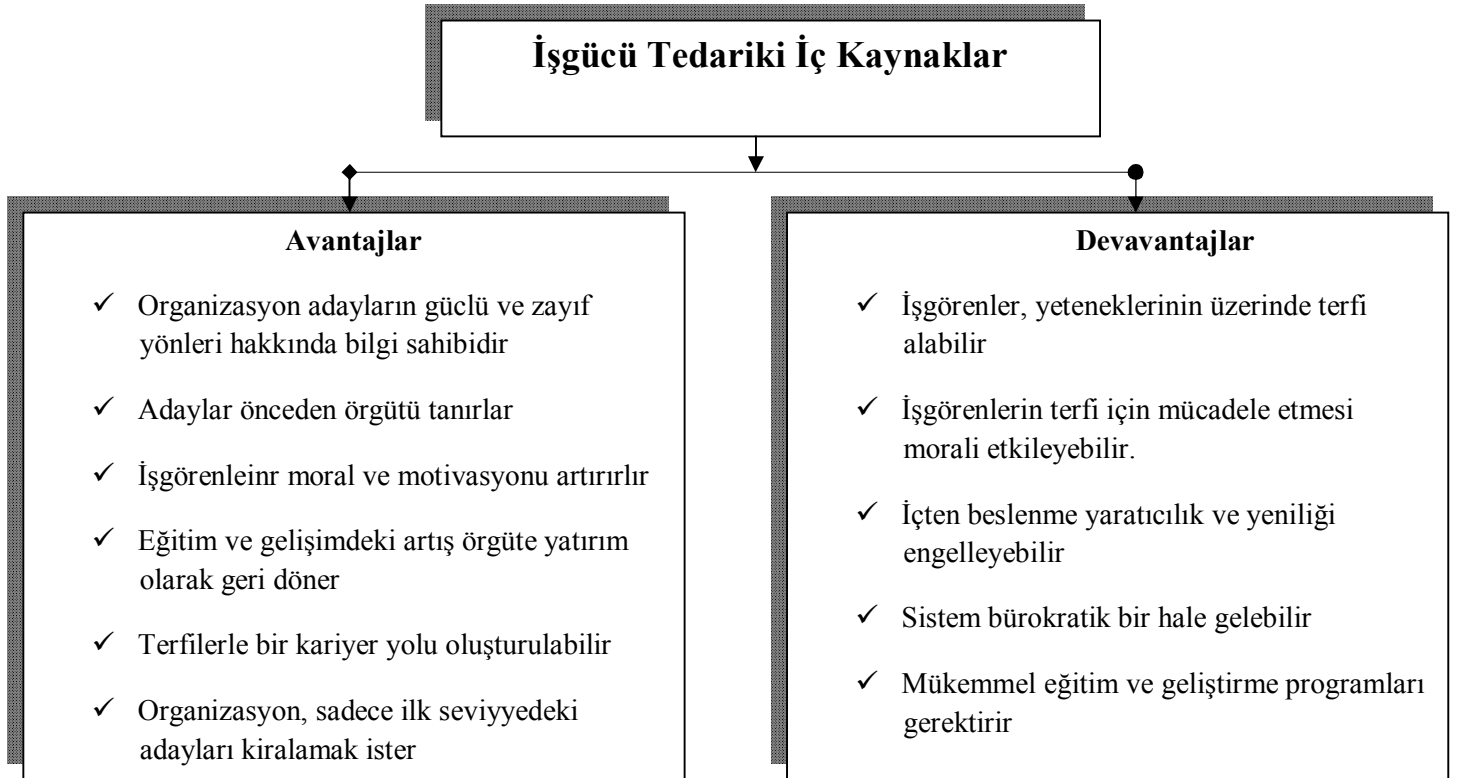 İşgücü Tedariki İç Kaynaklar
Avantajlar
✓ Organizasyon adayların güclü ve zayıf
yönleri hakkında bilgi sahibidir
✓ Adaylar önceden örgütü tanırlar
✓ İşgörenleinr moral ve motivasyonu artırırlır
✓ Eğitim ve gelişimdeki artış örgüte yatırım
olarak geri döner
✓ Terfilerle bir kariyer yolu oluşturulabilir
✓ Organizasyon, sadece ilk seviyyedeki
adayları kiralamak ister
Devavantajlar
✓ İşgörenler, yeteneklerinin üzerinde terfi
alabilir
✓ İşgörenlerin terfi için mücadele etmesi
morali etkileyebilir.
✓ İçten beslenme yaratıcılık ve yeniliği
engelleyebilir
✓ Sistem bürokratik bir hale gelebilir
✓ Mükemmel eğitim ve geliştirme programları
gerektirir